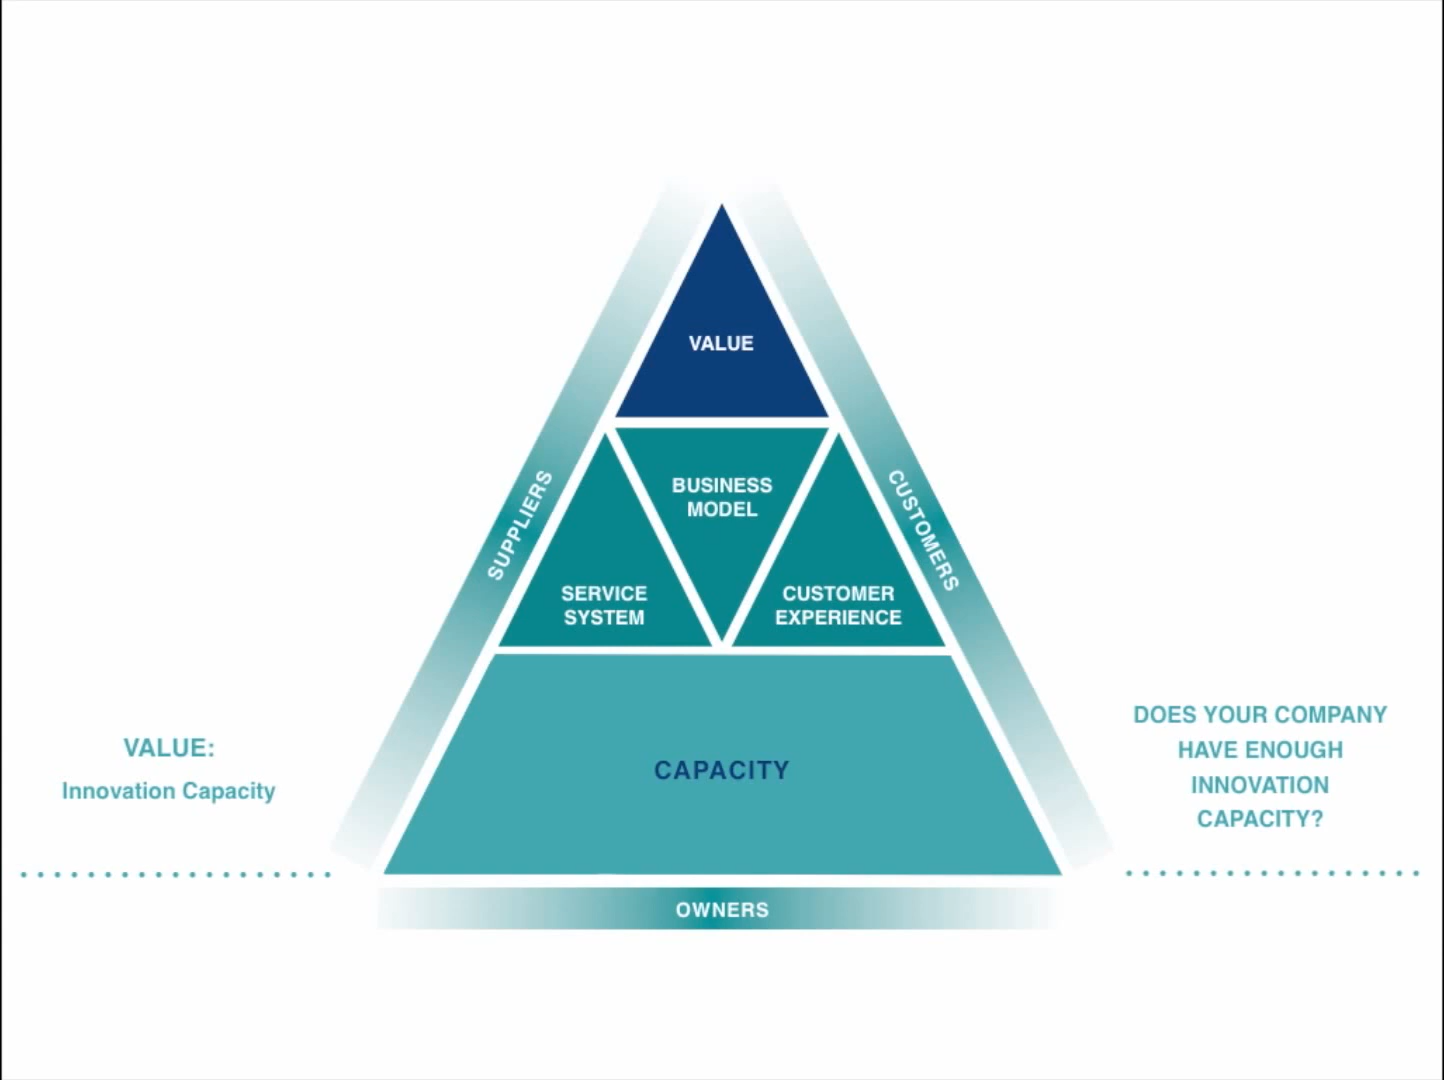 VALUE
BUSINESS
MODEL
SUPPLIERS
CUSTOMERS
SERVICE
SYSTEM
CUSTOMER
EXPERIENCE
VALUE:
Innovation Capacity
CAPACITY
DOES YOUR COMPANY
HAVE ENOUGH
INNOVATION
CAPACITY?
OWNERS